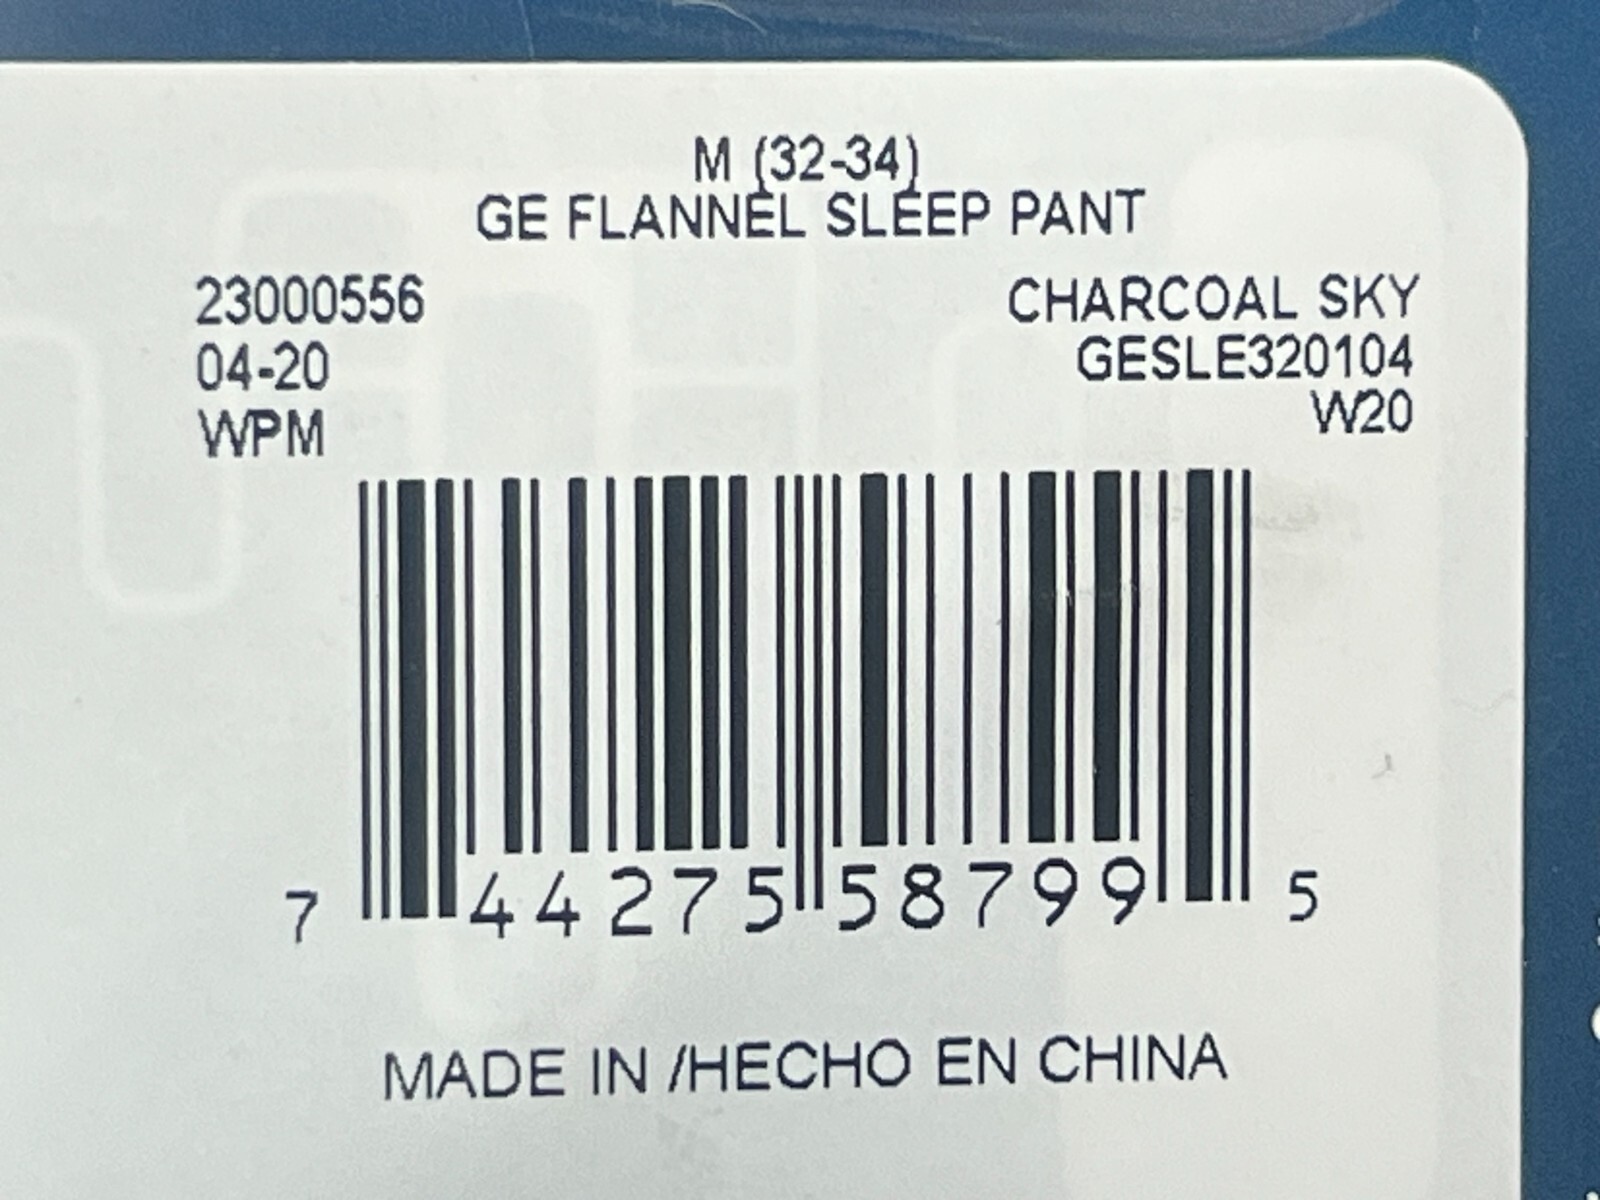 M (32-34)
GE FLANNEL SLEEP PANT
23000556
04-20
WPM
CHARCOAL SKY
GESLE320104
W20
7 44275 58799 5
MADE IN /HECHO EN CHINA